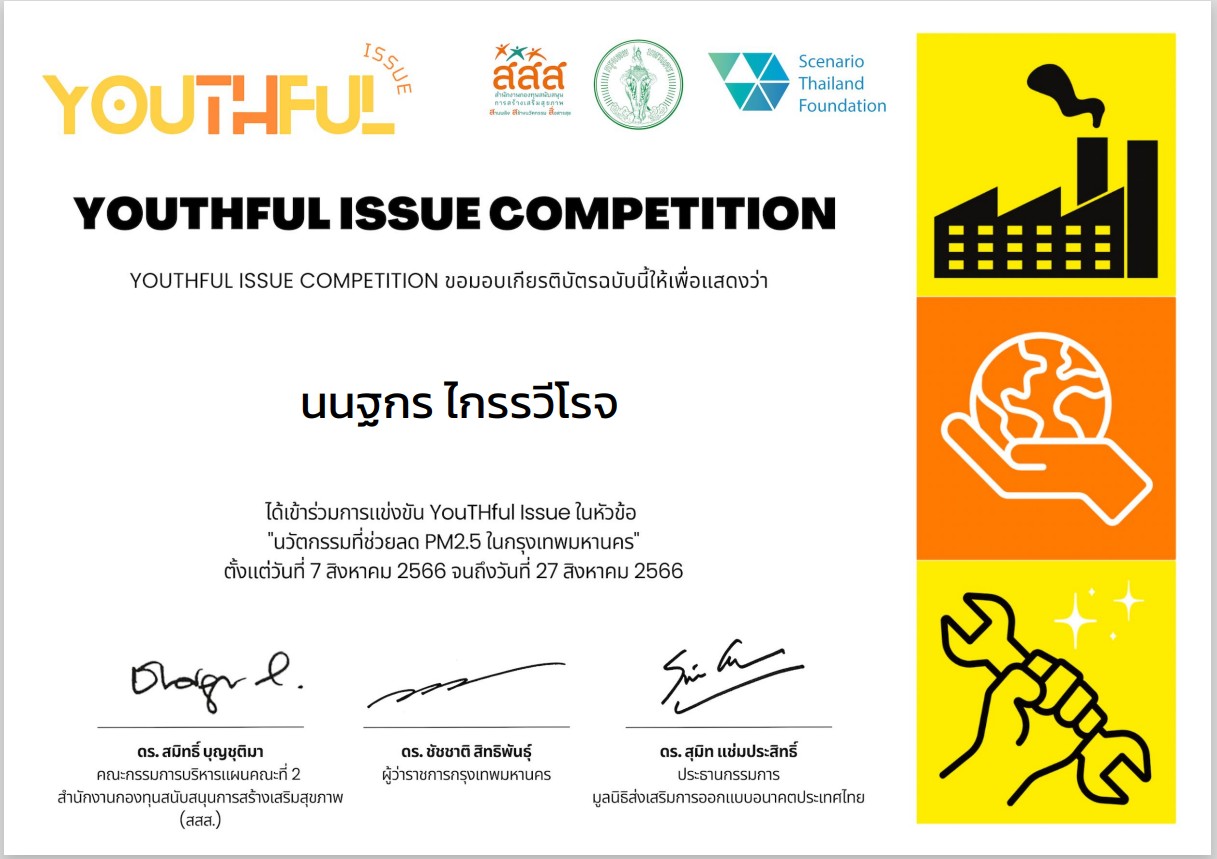 YOUTHFUL ISSUE
สสส
สำนักงานกองทุนสนับสนุน
การสร้างเสริมสุขภาพ
กรุงเทพมหานคร
Scenario
Thailand
Foundation
YOUTHFUL ISSUE COMPETITION
YOUTHFUL ISSUE COMPETITION ขอมอบเกียรติบัตรฉบับนี้ให้เพื่อแสดงว่า
นนฐกร ไกรรวีโรจ
ได้เข้าร่วมการแข่งขัน YouTHful Issue ในหัวข้อ
"นวัตกรรมที่ช่วยลด PM2.5 ในกรุงเทพมหานคร"
ตั้งแต่วันที่ 7 สิงหาคม 2566 จนถึงวันที่ 27 สิงหาคม 2566
ดร. สมิทธิ์ บุญชุติมา
คณะกรรมการบริหารแผนคณะที่ 2
สำนักงานกองทุนสนับสนุนการสร้างเสริมสุขภาพ
(สสส.)
ดร. ชัชชาติ สิทธิพันธุ์
ผู้ว่าราชการกรุงเทพมหานคร
ดร. สุมิท แช่มประสิทธิ์
ประธานกรรมการ
มูลนิธิส่งเสริมการออกแบบอนาคตประเทศไทย